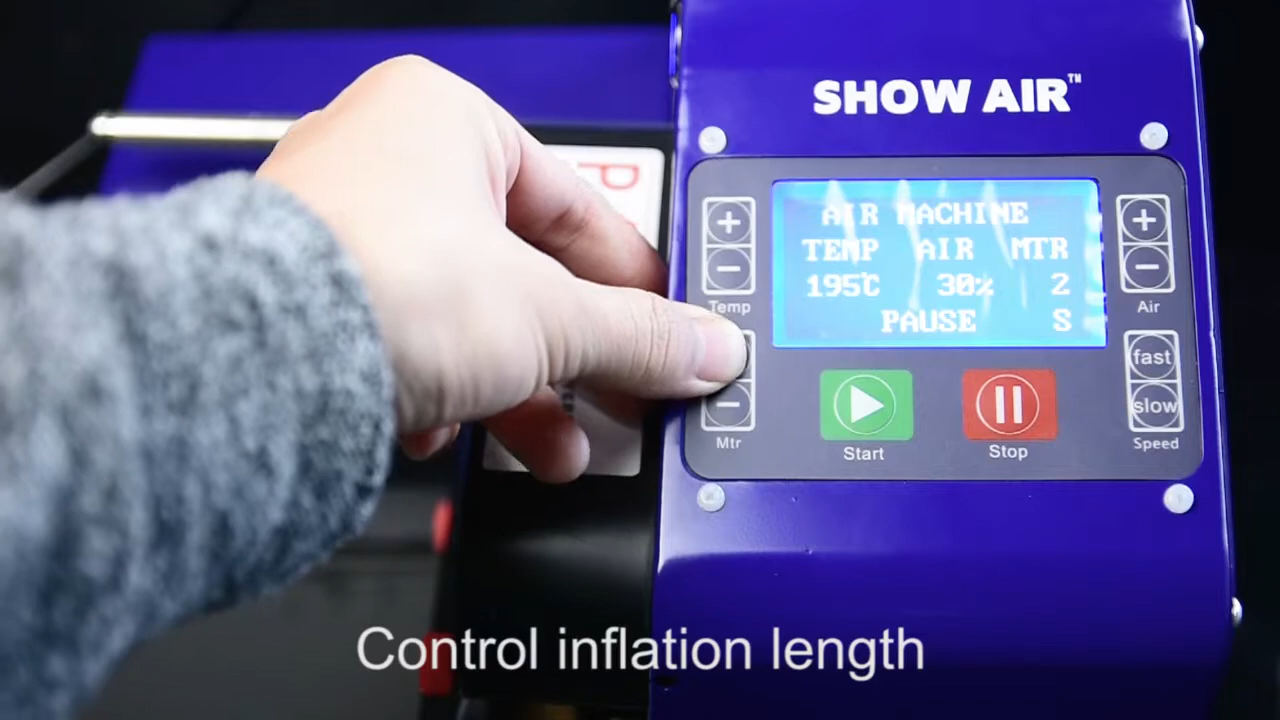 SHOW AIR™
AIR MACHINE
TEMP AIR MTR
195℃ 30% 2
PAUSE S
+
−
Temp
+
−
Air
−
Mtr
Start
Stop
fast
slow
Speed
P
Control inflation length